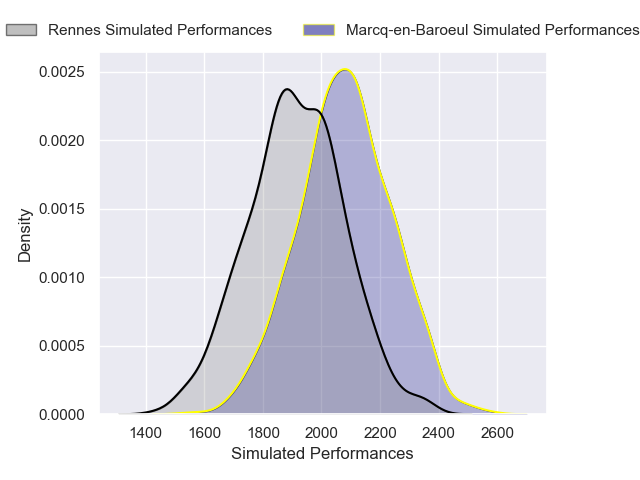 Rennes Simulated Performances
Marcq-en-Baroeul Simulated Performances
0.0025
0.0020
0.0015
0.0010
0.0005
0.0000
Density
1400 1600 1800 2000 2200 2400 2600
Simulated Performances